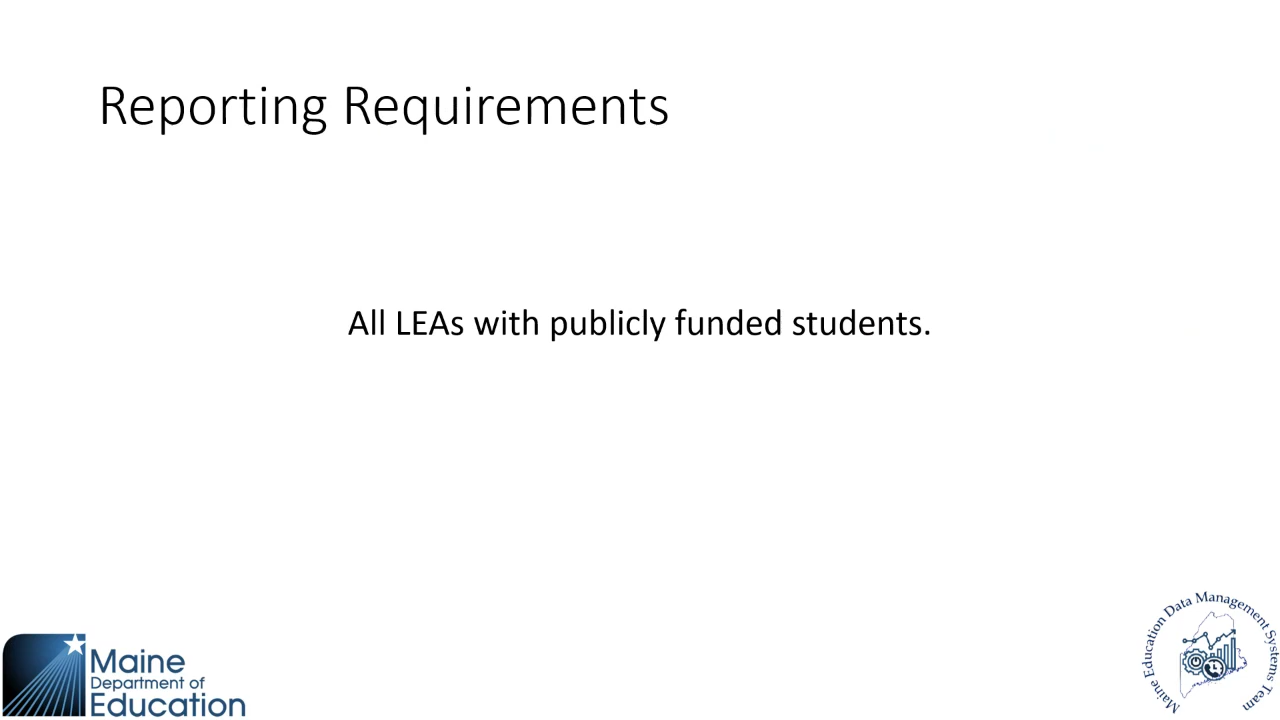 Reporting Requirements
All LEAs with publicly funded students.
Maine
Department of
Education
Maine Education Data Management Systems Team